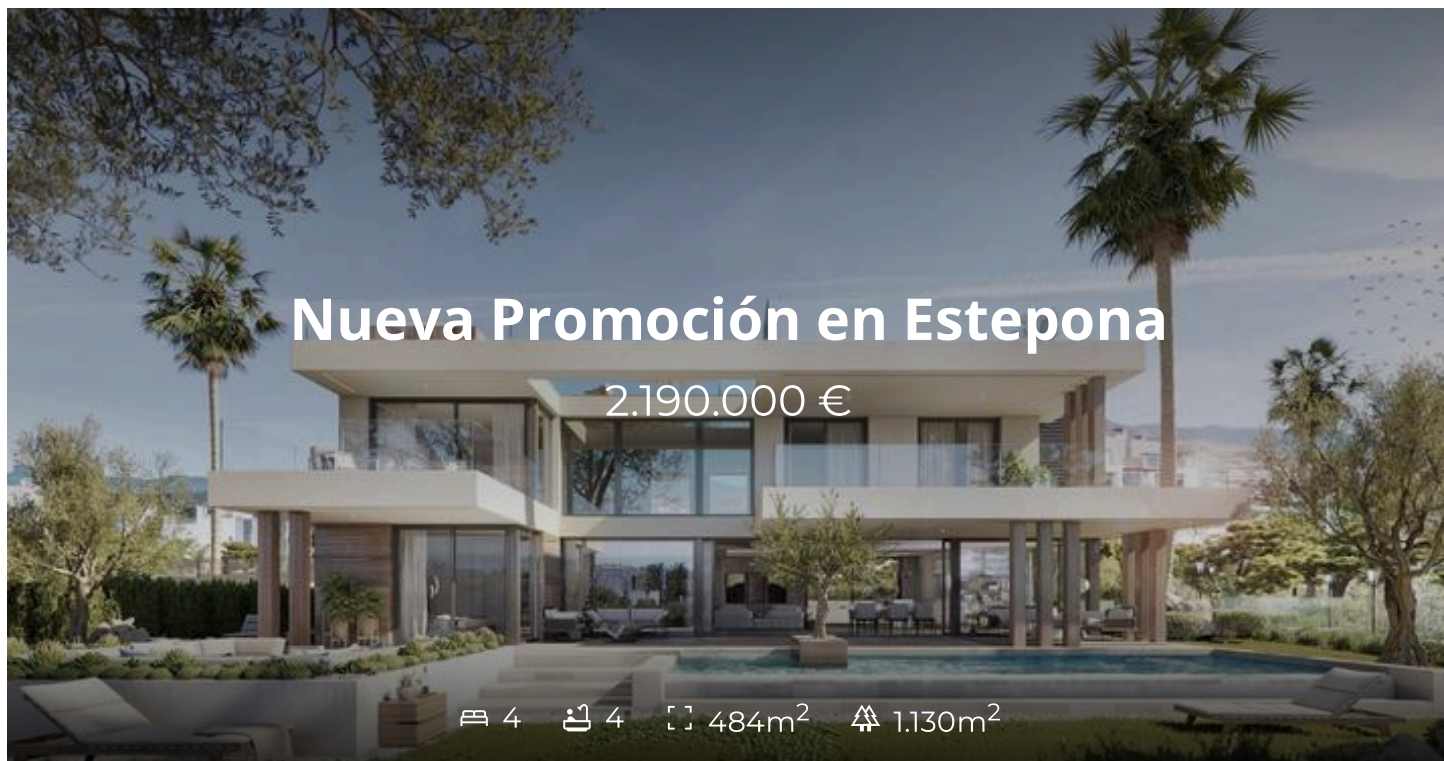 Nueva Promoción en Estepona
2.190.000 €
4 4 484m² 1.130m²